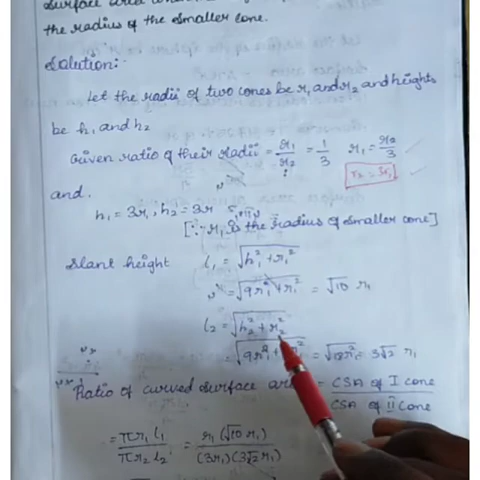 the radius of the smaller cone.
Solution:-
Let the radii of two cones be r₁ and r₂ and heights
be h₁ and h₂
Given ratio of their radii = r₁/r₂ = 1/3 r₁ = r₂/3
r₂ = 3r₁
and.
h₁ = 3r₁, h₂ = 3r
[∵ r₁ is the radius of smaller cone]
Slant height l₁ = √h₁² + r₁²
= √9r₁² + r₁² = √10 r₁
l₂ = √h₂² + r₂²
= 3√2 r₁
Ratio of curved surface = CSA of I cone / CSA of II cone
= πr₁ l₁ / πr₂ l₂ = r₁ (√10 r₁) / (3r₁)(3√2 r₁)